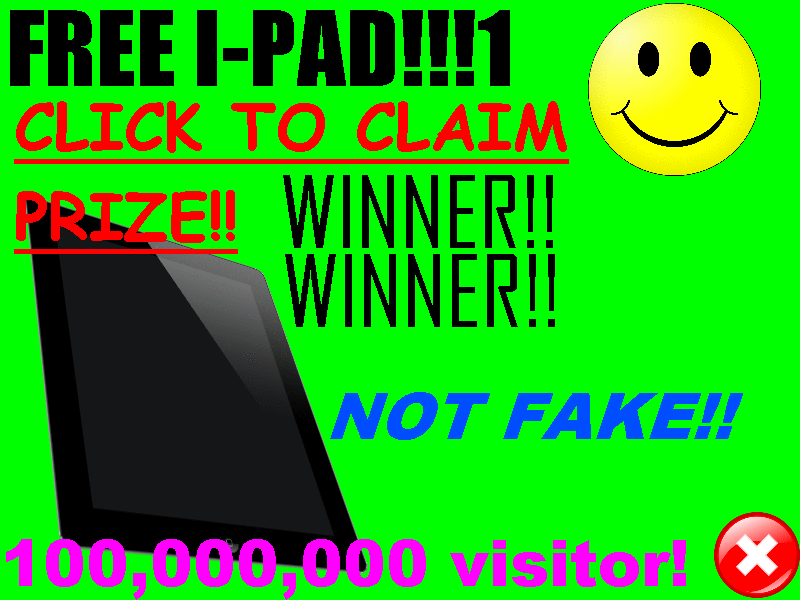 FREE I-PAD!!!1
CLICK TO CLAIM
PRIZE!!
WINNER!!
WINNER!!
NOT FAKE!!
100,000,000 visitor!